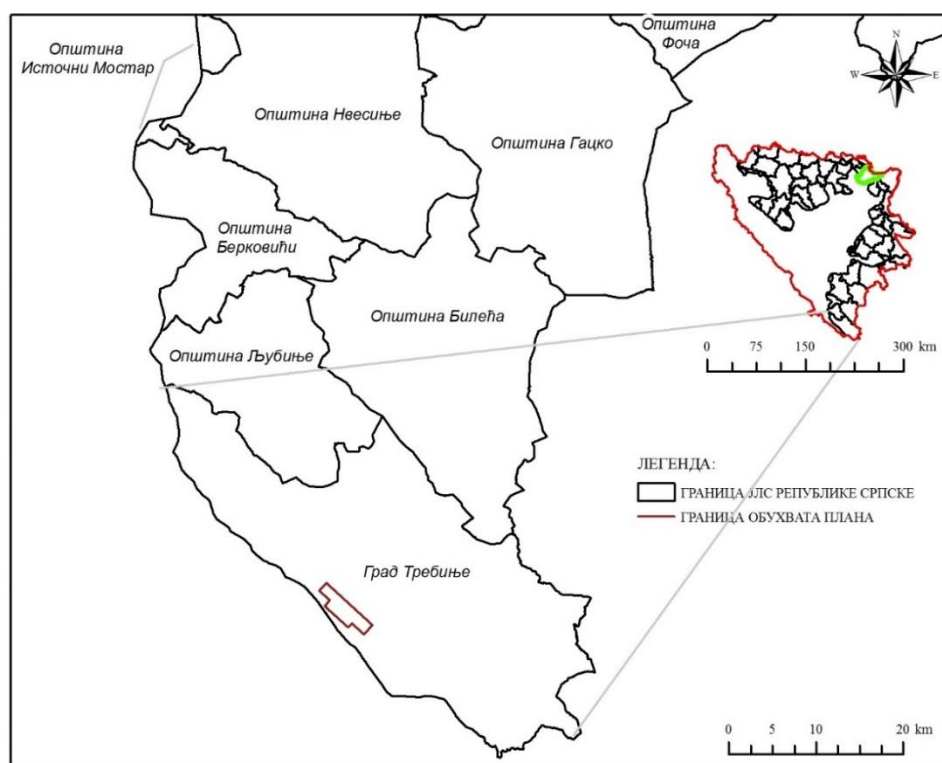 Општина
Фоча
Општина
Источни Мостар
N
W E
S
Општина Нвесиње
Општина Гацко
Општина
Берковићи
Општина Билећа
Општина Љубиње
0 75 150 300 km
ЛЕГЕНДА:
ГРАНИЦА ЈЛС РЕПУБЛИКЕ СРПСКЕ
ГРАНИЦА ОБУХВАТА ПЛАНА
Град Требиње
0 5 10 20 km